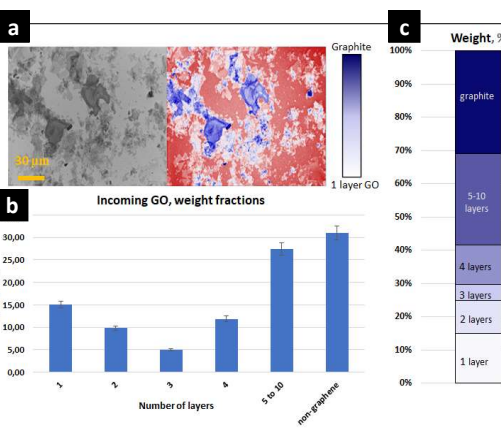 a
c
Graphite
30 μm
1 layer GO
b
Incoming GO, weight fractions
30,00
25,00
20,00
15,00
10,00
5,00
0,00
1
2
3
4
5 to 10
non-graphene
Number of layers
Weight, %
100%
90%
80%
70%
60%
50%
40%
30%
20%
10%
0%
graphite
5-10
layers
4 layers
3 layers
2 layers
1 layer